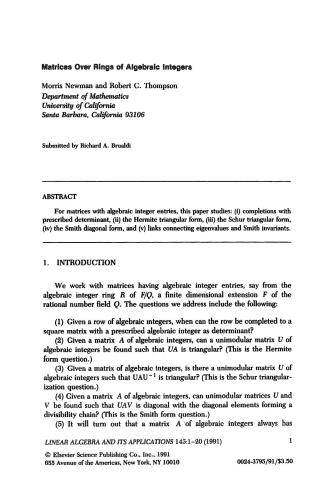 Matrices Over Rings of Algebraic Integers
Morris Newman and Robert C. Thompson
Department of Mathematics
University of California
Santa Barbara, California 93106
Submitted by Richard A. Brualdi
ABSTRACT
For matrices with algebraic integer entries, this paper studies: (i) completions with
prescribed determinant, (ii) the Hermite triangular form, (iii) the Schur triangular form,
(iv) the Smith diagonal form, and (v) links connecting eigenvalues and Smith invariants.
1. INTRODUCTION
We work with matrices having algebraic integer entries, say from the
algebraic integer ring R of F/Q, a finite dimensional extension F of the
rational number field Q. The questions we address include the following:
(1) Given a row of algebraic integers, when can the row be completed to a
square matrix with a prescribed algebraic integer as determinant?
(2) Given a matrix A of algebraic integers, can a unimodular matrix U of
algebraic integers be found such that UA is triangular? (This is the Hermite
form question.)
(3) Given a matrix of algebraic integers, is there a unimodular matrix U of
algebraic integers such that UAU⁻¹ is triangular? (This is the Schur triangular-
ization question.)
(4) Given a matrix A of algebraic integers, can unimodular matrices U and
V be found such that UAV is diagonal with the diagonal elements forming a
divisibility chain? (This is the Smith form question.)
(5) It will turn out that a matrix A of algebraic integers always has
LINEAR ALGEBRA AND ITS APPLICATIONS 145:1–20 (1991) 1
© Elsevier Science Publishing Co., Inc., 1991
655 Avenue of the Americas, New York, NY 10010 0024-3795/91/$3.50